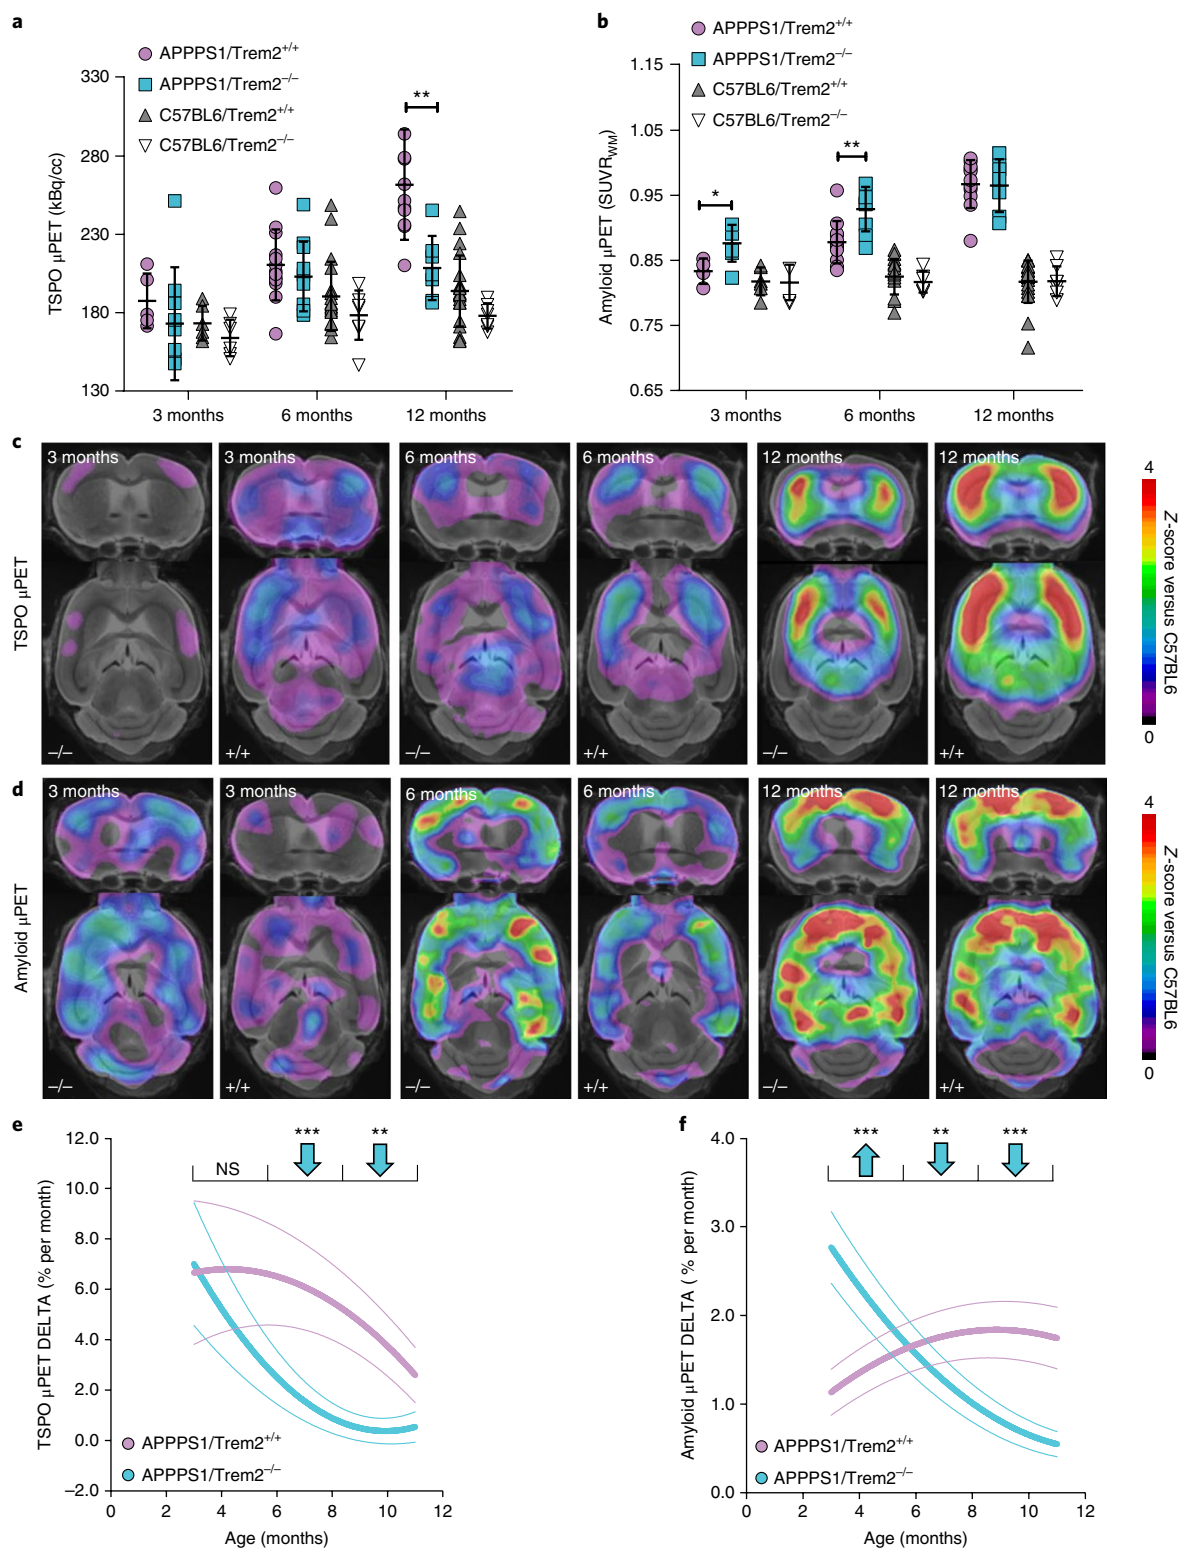 a
APPPS1/Trem2+/+
APPPS1/Trem2–/–
C57BL6/Trem2+/+
C57BL6/Trem2–/–
TSPO µPET (kBq/cc)
330
280
230
180
130
**
3 months
6 months
12 months
b
APPPS1/Trem2+/+
APPPS1/Trem2–/–
C57BL6/Trem2+/+
C57BL6/Trem2–/–
Amyloid µPET (SUVRWM)
1.15
1.05
0.95
0.85
0.75
0.65
*
**
3 months
6 months
12 months
c
TSPO µPET
3 months
3 months
6 months
6 months
12 months
12 months
–/–
+/+
–/–
+/+
–/–
+/+
4
Z-score versus C57BL6
0
d
Amyloid µPET
3 months
3 months
6 months
6 months
12 months
12 months
–/–
+/+
–/–
+/+
–/–
+/+
4
Z-score versus C57BL6
0
e
TSPO µPET DELTA (% per month)
12.0
10.0
8.0
6.0
4.0
2.0
0.0
–2.0
NS
***
**
APPPS1/Trem2+/+
APPPS1/Trem2–/–
0
2
4
6
8
10
12
Age (months)
f
Amyloid µPET DELTA ( % per month)
4.0
3.0
2.0
1.0
0.0
***
**
***
APPPS1/Trem2+/+
APPPS1/Trem2–/–
0
2
4
6
8
10
12
Age (months)